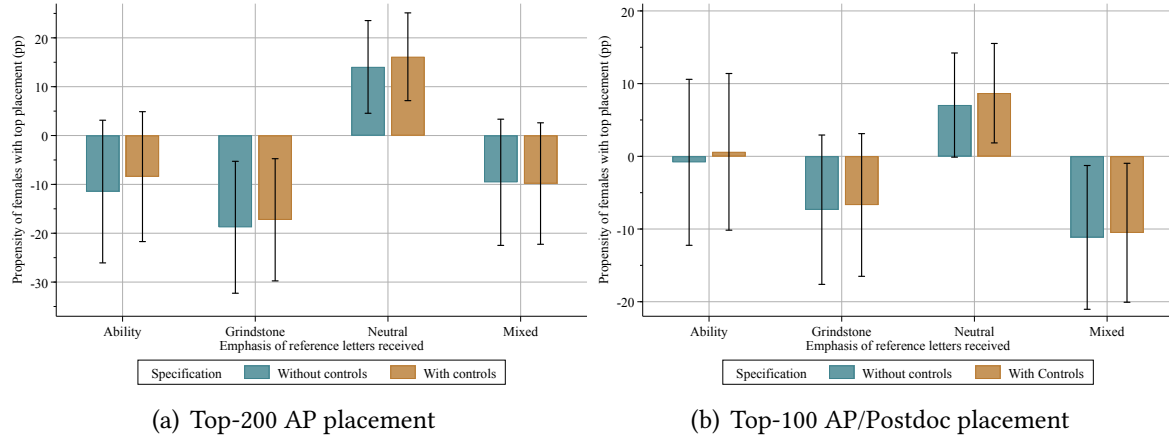 Propensity of females with top placement (pp)
20
10
0
-10
-20
-30
Ability Grindstone Neutral Mixed
Emphasis of reference letters received
Specification Without controls With controls
(a) Top-200 AP placement
Propensity of females with top placement (pp)
20
10
0
-10
-20
Ability Grindstone Neutral Mixed
Emphasis of reference letters received
Specification Without controls With Controls
(b) Top-100 AP/Postdoc placement